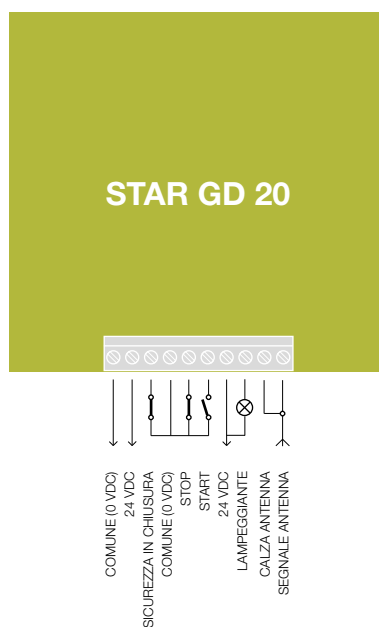 STAR GD 20
COMUNE (0 VDC)
24 VDC
SICUREZZA IN CHIUSURA
COMUNE (0 VDC)
STOP
START
24 VDC
LAMPEGGIANTE
CALZA ANTENNA
SEGNALE ANTENNA